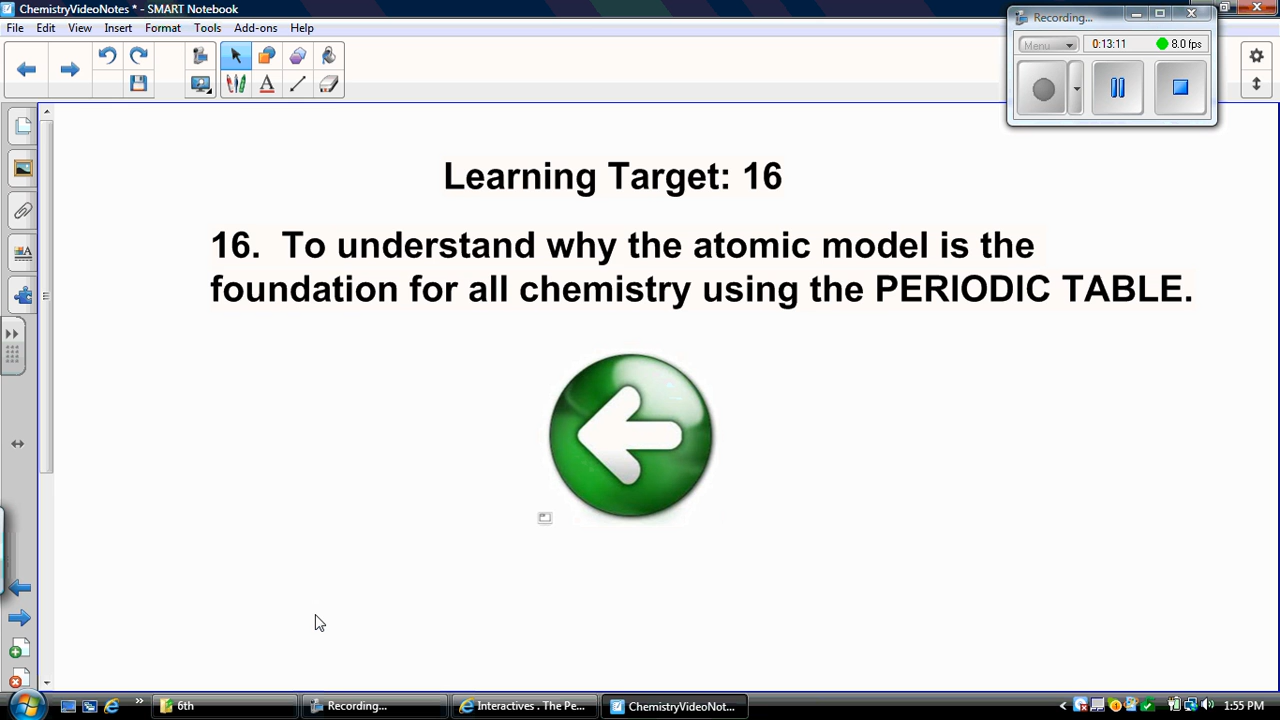 ChemistryVideoNotes * - SMART Notebook
Recording...
File Edit View Insert Format Tools Add-ons Help
Menu 0:13:11 8.0 fps
Learning Target: 16
16. To understand why the atomic model is the
foundation for all chemistry using the PERIODIC TABLE.
6th Recording... Interactives . The Pe... ChemistryVideoNot... 1:55 PM